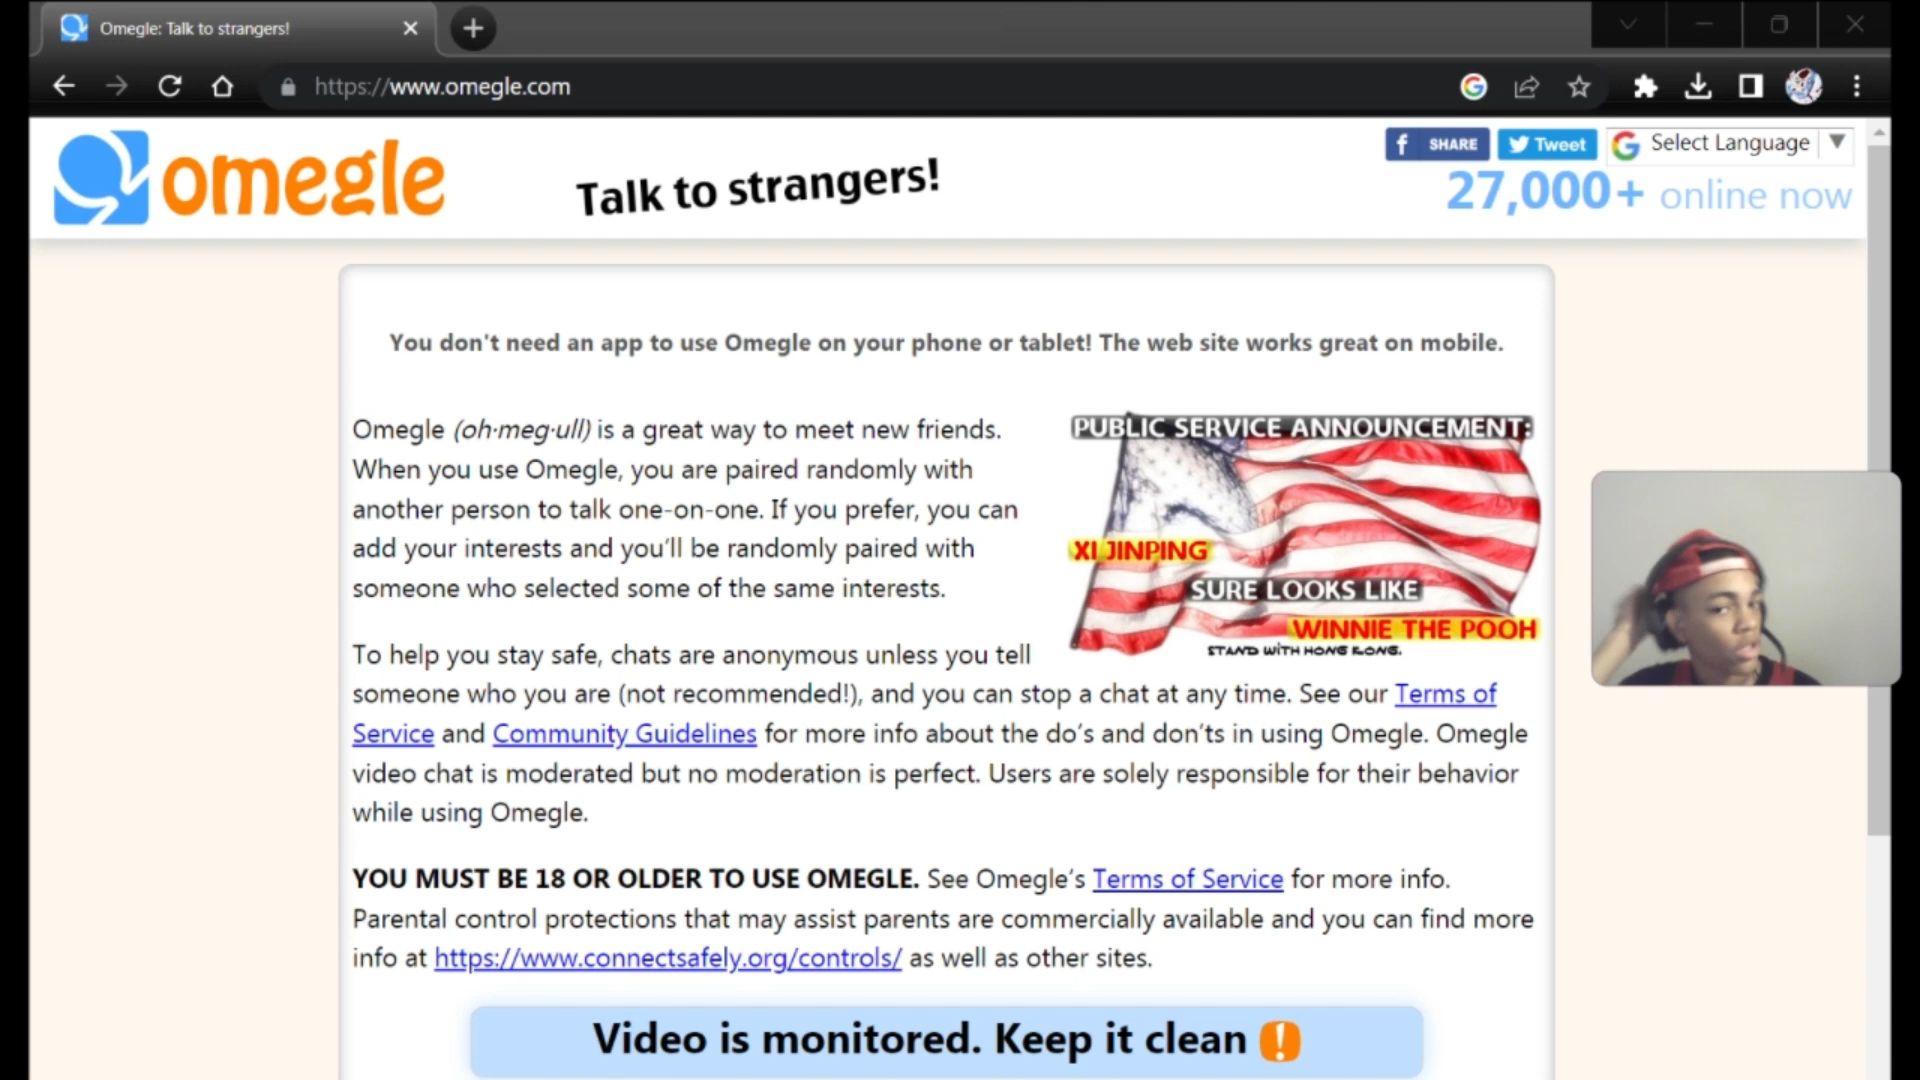 Omegle: Talk to strangers!
https://www.omegle.com
omegle
Talk to strangers!
f SHARE
Tweet
Select Language
27,000+ online now
You don't need an app to use Omegle on your phone or tablet! The web site works great on mobile.
Omegle (oh·meg·ull) is a great way to meet new friends.
When you use Omegle, you are paired randomly with
another person to talk one-on-one. If you prefer, you can
add your interests and you’ll be randomly paired with
someone who selected some of the same interests.
PUBLIC SERVICE ANNOUNCEMENT:
XI JINPING
SURE LOOKS LIKE
WINNIE THE POOH
STAND WITH HONG KONG.
To help you stay safe, chats are anonymous unless you tell
someone who you are (not recommended!), and you can stop a chat at any time. See our Terms of
Service and Community Guidelines for more info about the do’s and don’ts in using Omegle. Omegle
video chat is moderated but no moderation is perfect. Users are solely responsible for their behavior
while using Omegle.
YOU MUST BE 18 OR OLDER TO USE OMEGLE. See Omegle’s Terms of Service for more info.
Parental control protections that may assist parents are commercially available and you can find more
info at https://www.connectsafely.org/controls/ as well as other sites.
Video is monitored. Keep it clean !